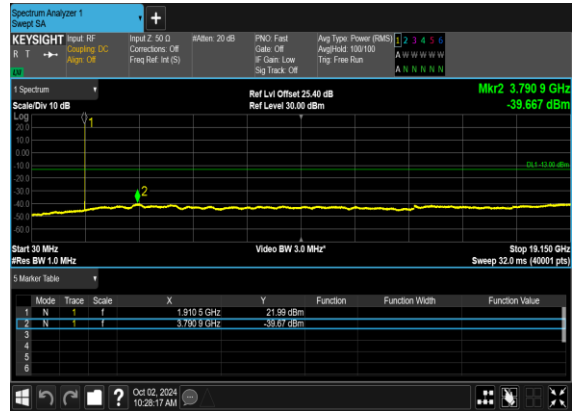 Spectrum Analyzer 1
Swept SA
+
KEYSIGHT Input: RF Input Z: 50 Ω #Atten: 20 dB PNO: Fast Avg Type: Power (RMS) 1 2 3 4 5 6
R T Coupling: DC Corrections: Off Gate: Off Avg|Hold: 100/100 A W W W W W
Align: Off Freq Ref: Int (S) IF Gain: Low Trig: Free Run
Sig Track: Off A N N N N N
1 Spectrum Ref Lvl Offset 25.40 dB Mkr2 3.790 9 GHz
Scale/Div 10 dB Ref Level 30.00 dBm -39.667 dBm
Log
20.0
10.0
0.00
-10.0
-20.0
-30.0
-40.0
-50.0
-60.0
1
2
DL1 -13.00 dBm
Start 30 MHz Video BW 3.0 MHz* Stop 19.150 GHz
#Res BW 1.0 MHz Sweep 32.0 ms (40001 pts)
5 Marker Table
Mode Trace Scale X Y Function Function Width Function Value
1 N 1 f 1.910 5 GHz 21.99 dBm
2 N 1 f 3.790 9 GHz -39.67 dBm
3
4
5
6
? Oct 02, 2024
10:28:17 AM